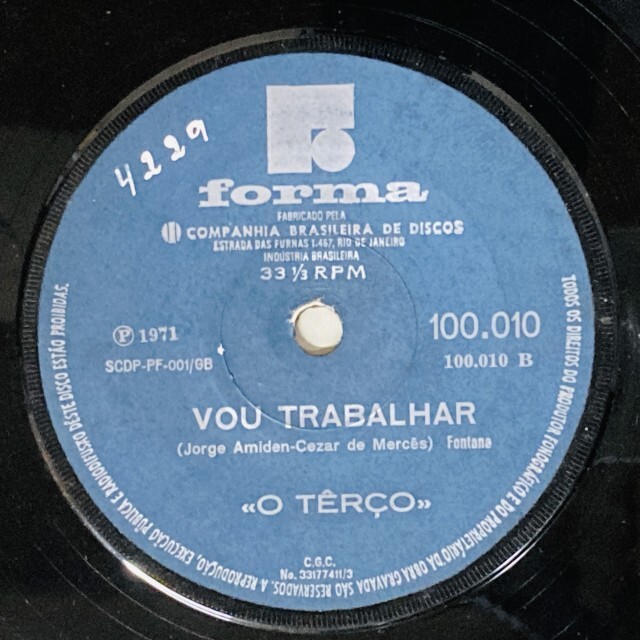 4229
forma
FABRICADO PELA
COMPANHIA BRASILEIRA DE DISCOS
ESTRADA DAS FURNAS 1.467, RIO DE JANEIRO
INDÚSTRIA BRASILEIRA
33 ⅓ RPM
Ⓟ 1971
SCDP-PF-001/GB
100.010
100.010 B
VOU TRABALHAR
(Jorge Amiden-Cezar de Mercês) Fontana
«O TÊRÇO»
C.G.C.
No. 33177411/3
TODOS OS DIREITOS DO PRODUTOR FONOGRÁFICO E DO PROPRIETÁRIO DA OBRA GRAVADA SÃO RESERVADOS. A REPRODUÇÃO, EXECUÇÃO PÚBLICA E RADIODIFUSÃO DÊSTE DISCO ESTÃO PROIBIDAS.